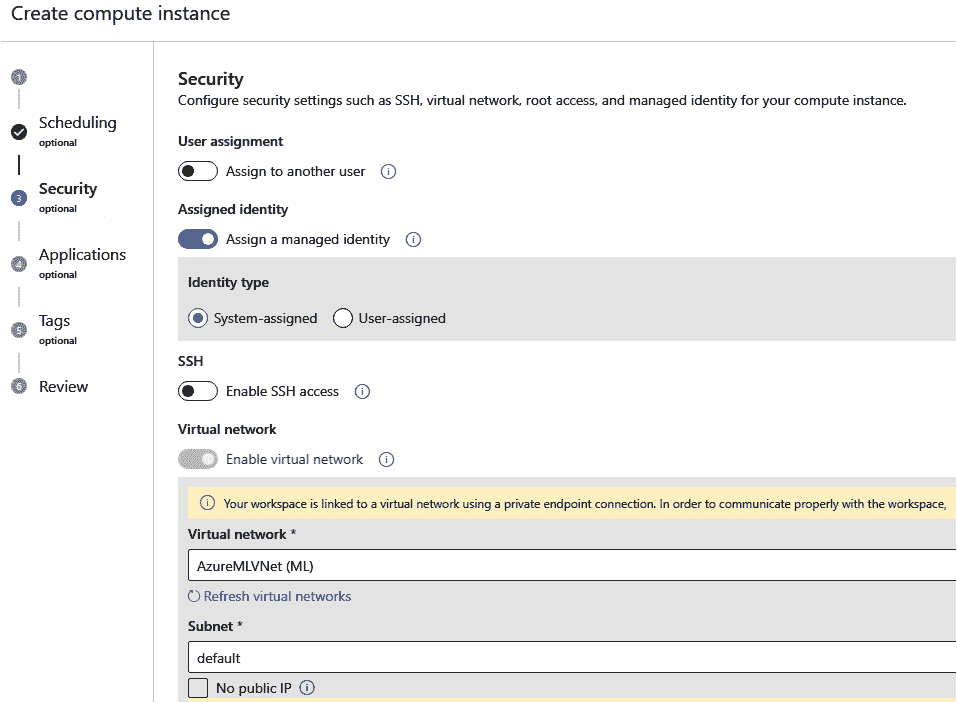 Create compute instance
1
Scheduling
optional
3
Security
optional
4
Applications
optional
5
Tags
optional
6
Review
Security
Configure security settings such as SSH, virtual network, root access, and managed identity for your compute instance.
User assignment
Assign to another user
Assigned identity
Assign a managed identity
Identity type
System-assigned
User-assigned
SSH
Enable SSH access
Virtual network
Enable virtual network
Your workspace is linked to a virtual network using a private endpoint connection. In order to communicate properly with the workspace,
Virtual network *
AzureMLVNet (ML)
Refresh virtual networks
Subnet *
default
No public IP